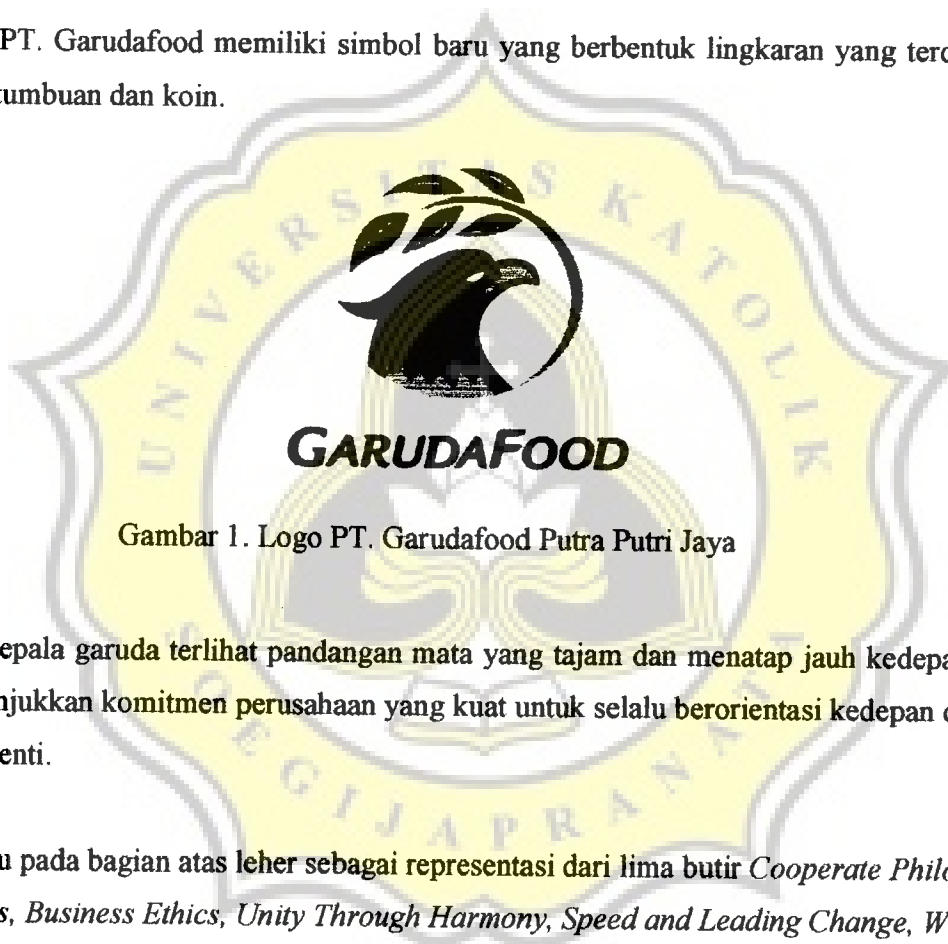 PT. Garudafood memiliki simbol baru yang berbentuk lingkaran yang
tumbuan dan koin.
UNIVERSITAS KATOLIK
GARUDAFOOD
Gambar 1. Logo PT. Garudafood Putra Putri Jaya
epala garuda terlihat pandangan mata yang tajam dan menatap jauh kedepa
njukkan komitmen perusahaan yang kuat untuk selalu berorientasi kedepan
enti.
SOEGIJAPRANATA
u pada bagian atas leher sebagai representasi dari lima butir Cooperate Philo
s, Business Ethics, Unity Through Harmony, Speed and Leading Change, W